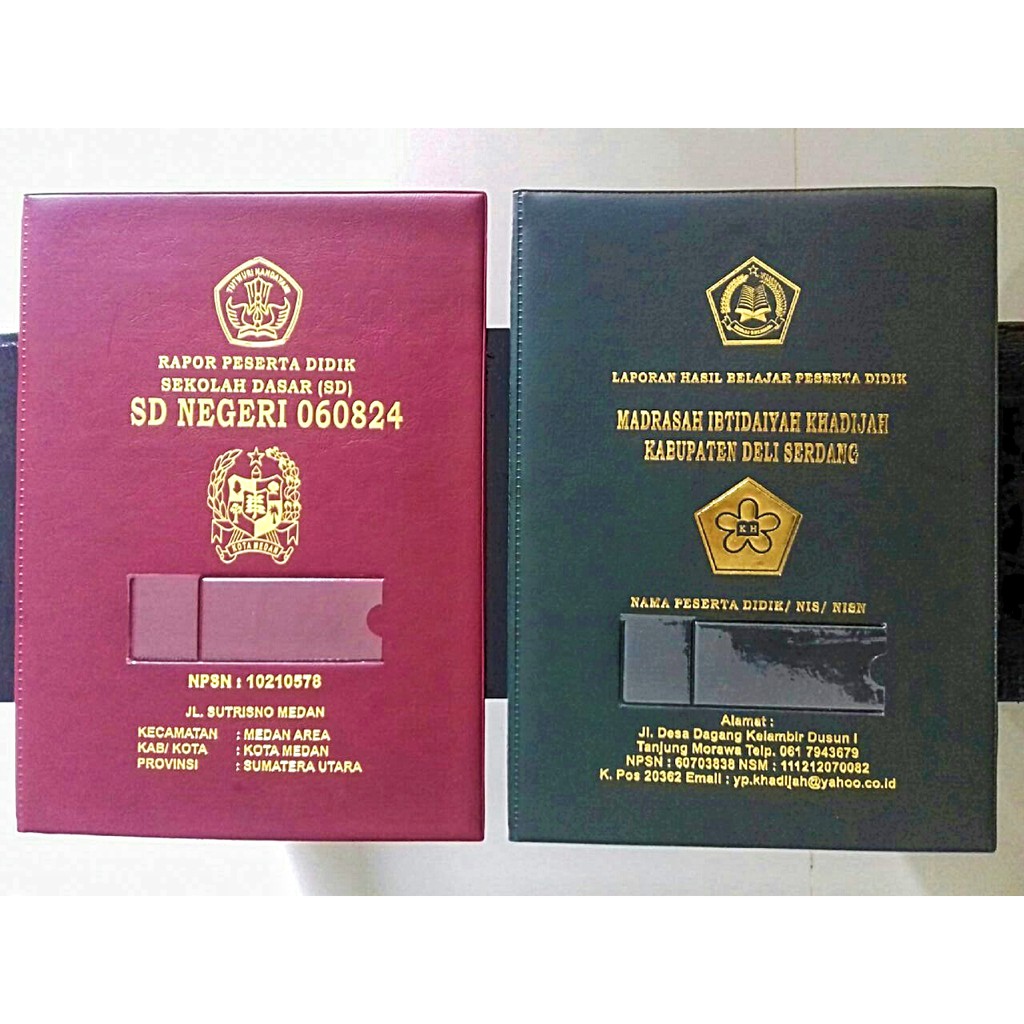 TUT WURI HANDAYANI
RAPOR PESERTA DIDIK
SEKOLAH DASAR (SD)
SD NEGERI 060824
KOTA MEDAN
NPSN : 10210578
JL. SUTRISNO MEDAN
KECAMATAN : MEDAN AREA
KAB/ KOTA : KOTA MEDAN
PROVINSI : SUMATERA UTARA
LAPORAN HASIL BELAJAR PESERTA DIDIK
MADRASAH IBTIDAIYAH KHADIJAH
KABUPATEN DELI SERDANG
K H
NAMA PESERTA DIDIK/ NIS/ NISN
Alamat :
Jl. Desa Dagang Kelambir Dusun I
Tanjung Morawa Telp. 061 7943679
NPSN : 60703838 NSM : 111212070082
K. Pos 20362 Email : yp.khadijah@yahoo.co.id